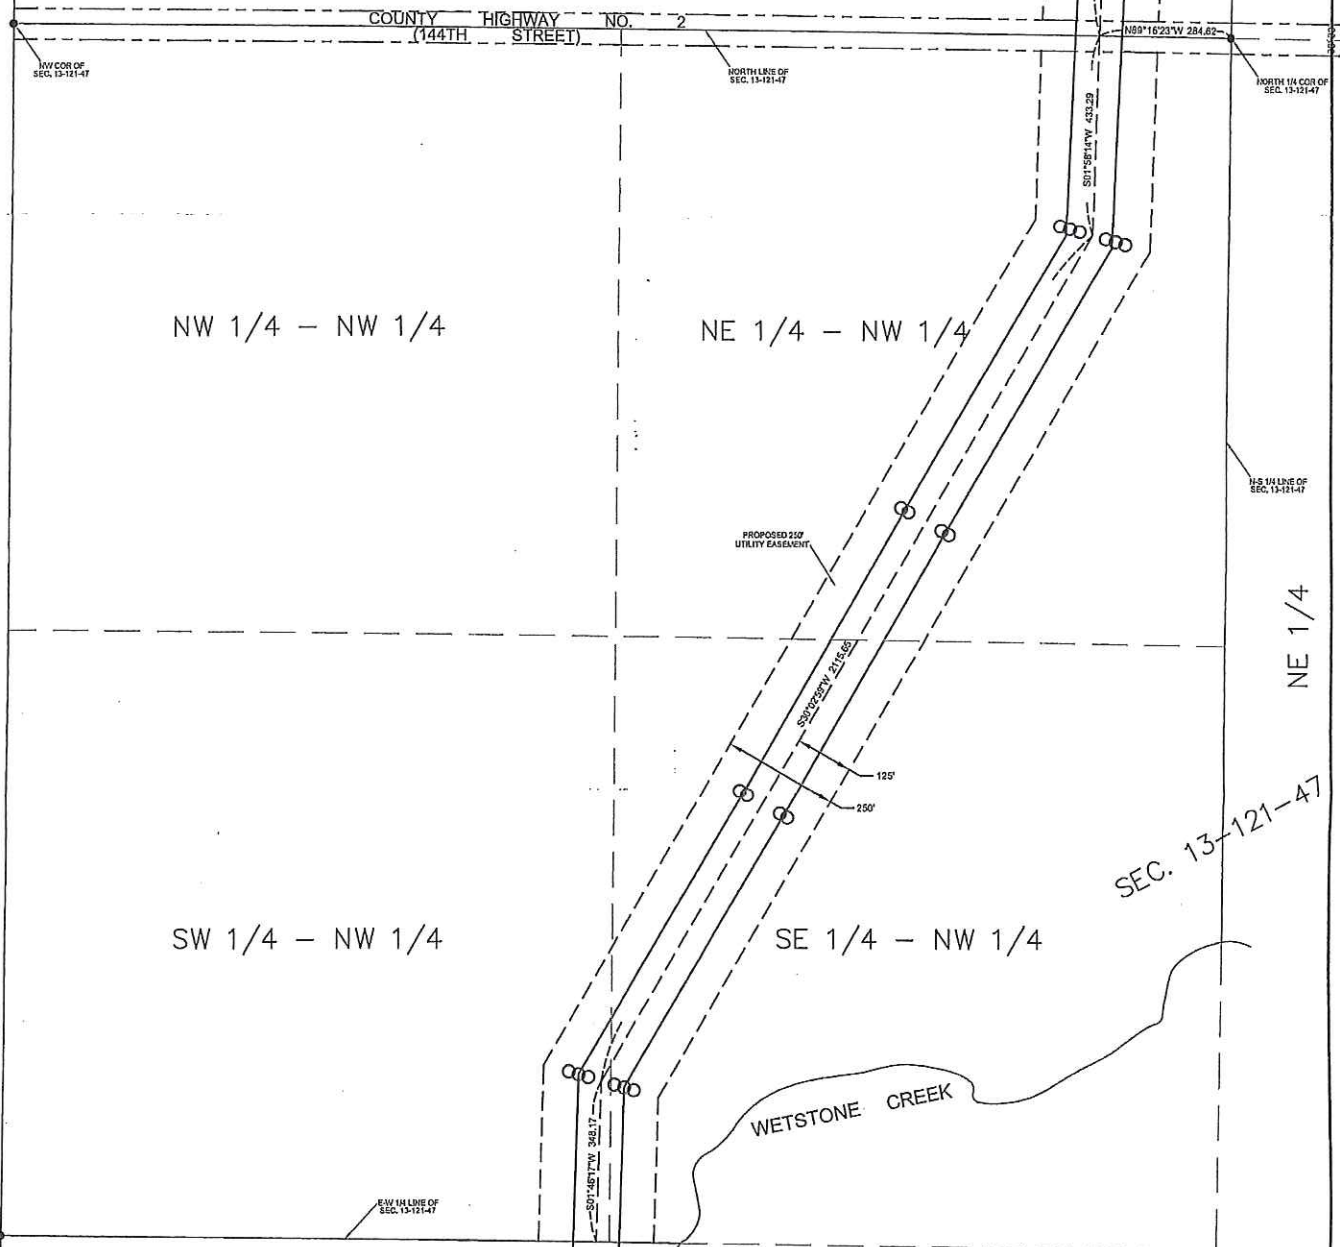 COUNTY HIGHWAY NO. 2
(144TH STREET)
N89°16'23"W 284.62
NW COR OF
SEC. 13-121-47
NORTH LINE OF
SEC. 13-121-47
NORTH 1/4 COR OF
SEC. 13-121-47
S01°58'14"W 433.29
NW 1/4 – NW 1/4
NE 1/4 – NW 1/4
N-S 1/4 LINE OF
SEC. 13-121-47
PROPOSED 250'
UTILITY EASEMENT
NE 1/4
S30°02'59"W 2115.65
125'
250'
SEC. 13-121-47
SW 1/4 – NW 1/4
SE 1/4 – NW 1/4
WETSTONE CREEK
S01°46'17"W 348.17
E-W 1/4 LINE OF
SEC. 13-121-47